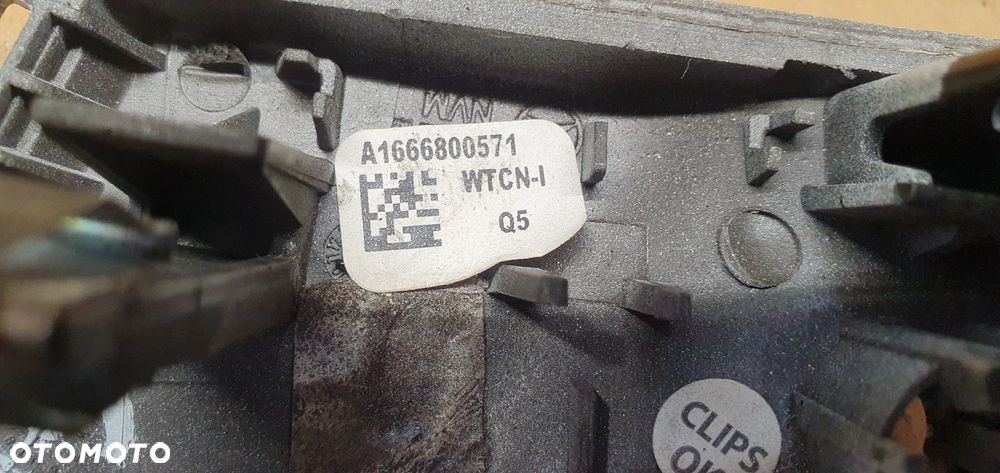 A1666800571
WTCN-I
Q5
CLIPS
OTOMOTO